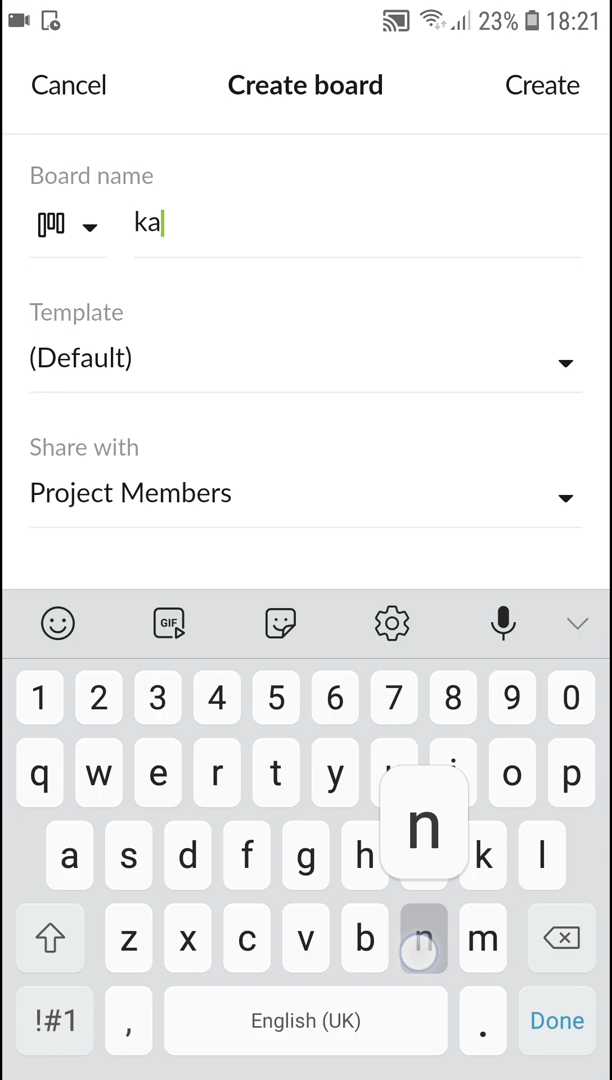 23% 18:21
Cancel Create board Create
Board name
ka
Template
(Default)
Share with
Project Members
GIF
1 2 3 4 5 6 7 8 9 0
q w e r t y o p
n
a s d f g h k l
z x c v b n m
!#1 , English (UK) . Done